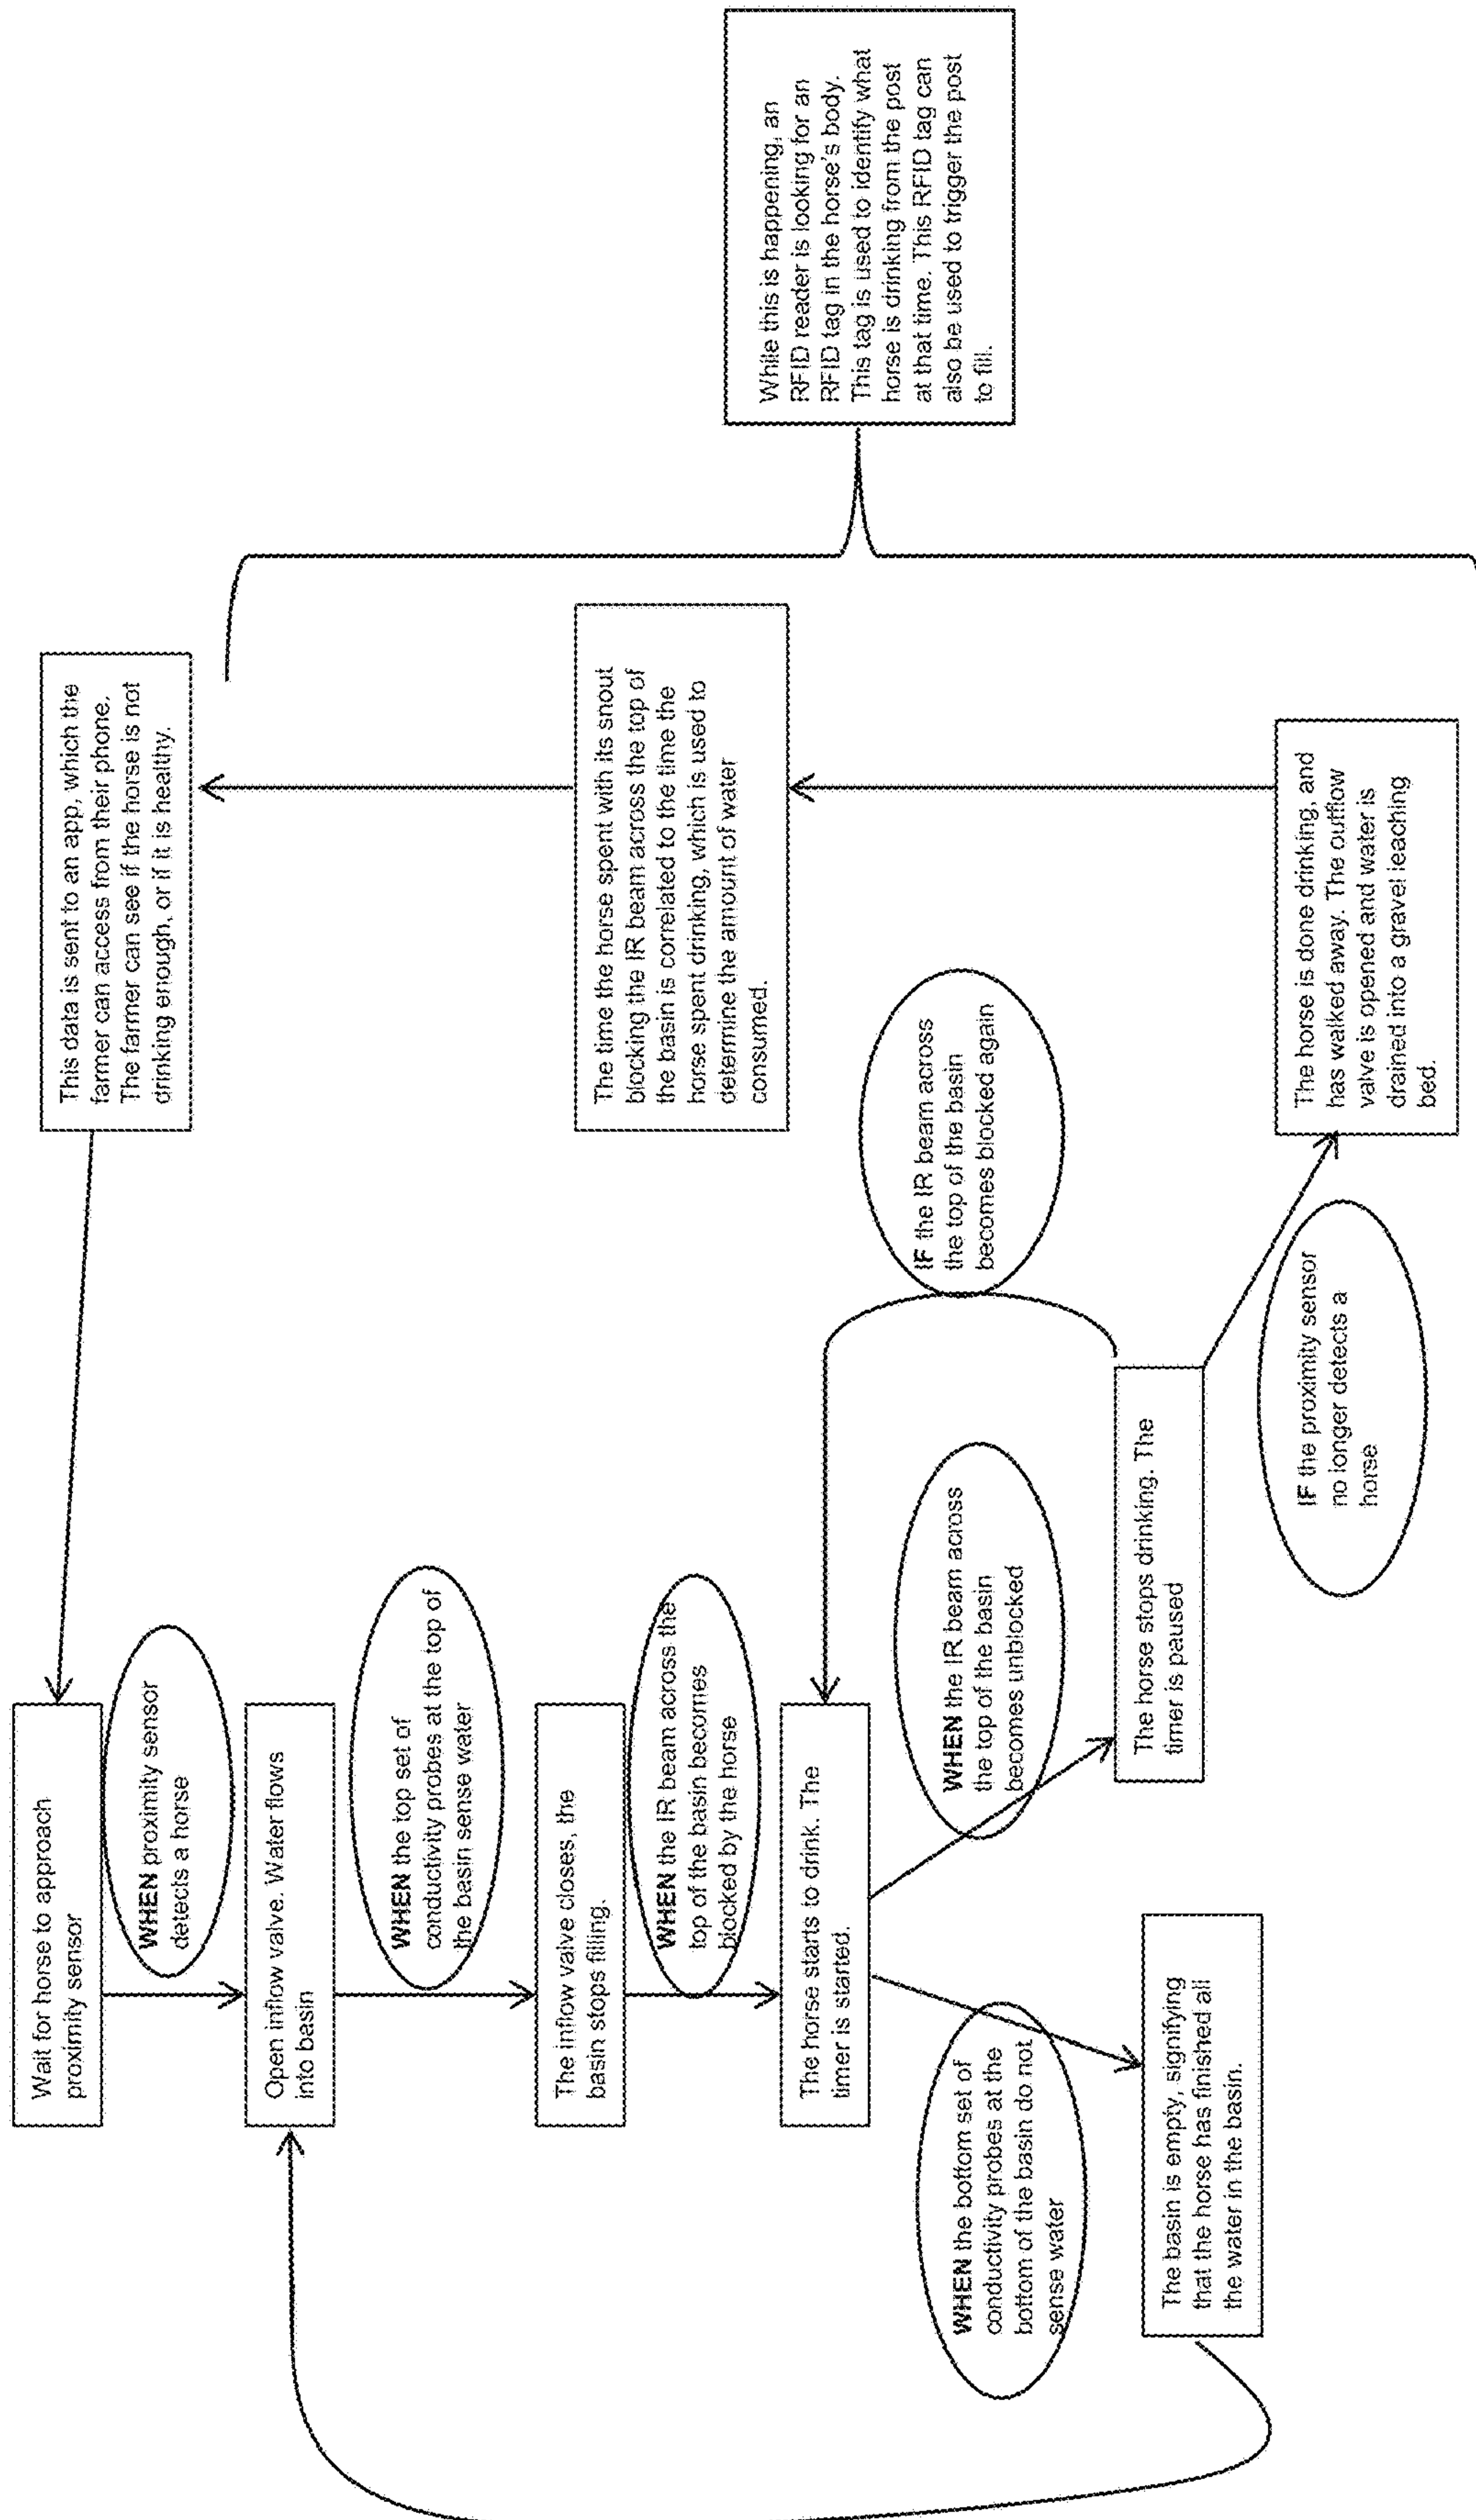 Wait for horse to approach
proximity sensor
WHEN proximity sensor
detects a horse
Open inflow valve. Water flows
into basin
WHEN the top set of
conductivity probes at the top of
the basin sense water
The inflow valve closes, the
basin stops filling.
WHEN the IR beam across the
top of the basin becomes
blocked by the horse
The horse starts to drink. The
timer is started.
WHEN the bottom set of
conductivity probes at the
bottom of the basin do not
sense water
The basin is empty, signifying
that the horse has finished all
the water in the basin.
WHEN the IR beam across
the top of the basin
becomes unblocked
The horse stops drinking. The
timer is paused
IF the IR beam across
the top of the basin
becomes blocked again
IF the proximity sensor
no longer detects a
horse
The horse is done drinking, and
has walked away. The outflow
valve is opened and water is
drained into a gravel leaching
bed.
The time the horse spent with its snout
blocking the IR beam across the top of
the basin is correlated to the time the
horse spent drinking, which is used to
determine the amount of water
consumed.
This data is sent to an app, which the
farmer can access from their phone.
The farmer can see if the horse is not
drinking enough, or if it is healthy.
While this is happening, an
RFID reader is looking for an
RFID tag in the horse's body.
This tag is used to identify what
horse is drinking from the post
at that time. This RFID tag can
also be used to trigger the post
to fill.